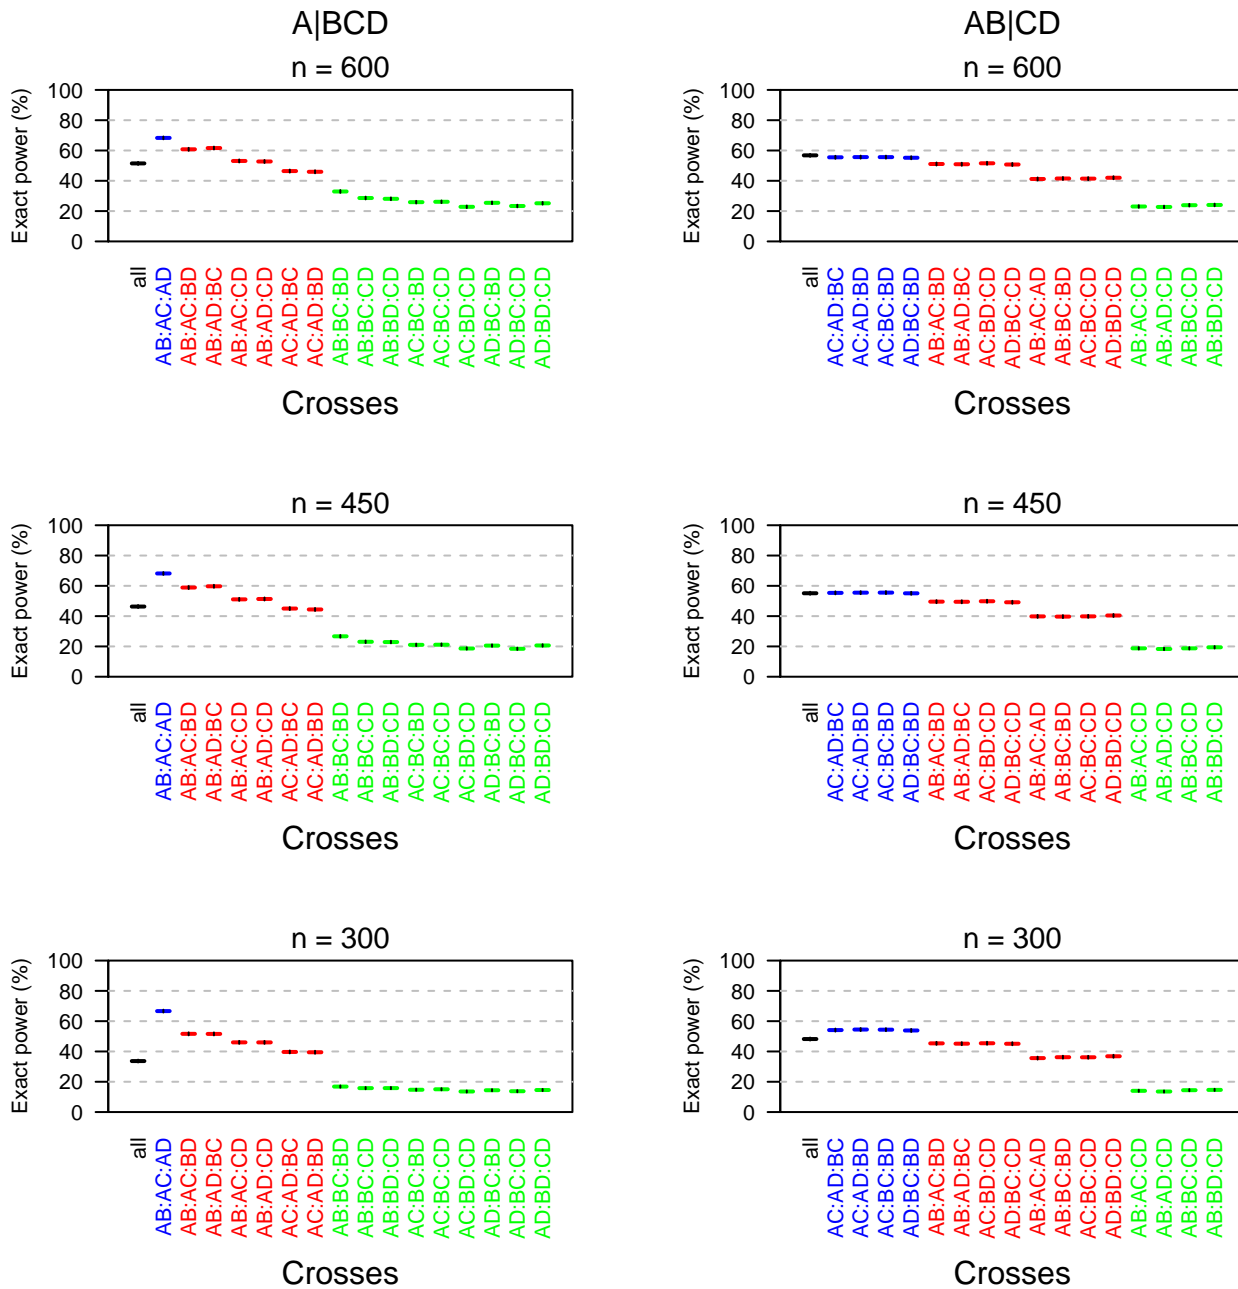 A|BCD
n = 600
Exact power (%)
100
80
60
40
20
0
all
AB:AC:AD
AB:AC:BD
AB:AD:BC
AB:AC:CD
AB:AD:CD
AC:AD:BC
AC:AD:BD
AB:BC:BD
AB:BC:CD
AB:BD:CD
AC:BC:BD
AC:BC:CD
AC:BD:CD
AD:BC:BD
AD:BC:CD
AD:BD:CD
Crosses
AB|CD
n = 600
Exact power (%)
100
80
60
40
20
0
all
AC:AD:BC
AC:AD:BD
AC:BC:BD
AD:BC:BD
AB:AC:BD
AB:AD:BC
AC:BD:CD
AD:BC:CD
AB:AC:AD
AB:BC:BD
AC:BC:CD
AD:BD:CD
AB:AC:CD
AB:AD:CD
AB:BC:CD
AB:BD:CD
Crosses
n = 450
Exact power (%)
100
80
60
40
20
0
all
AB:AC:AD
AB:AC:BD
AB:AD:BC
AB:AC:CD
AB:AD:CD
AC:AD:BC
AC:AD:BD
AB:BC:BD
AB:BC:CD
AB:BD:CD
AC:BC:BD
AC:BC:CD
AC:BD:CD
AD:BC:BD
AD:BC:CD
AD:BD:CD
Crosses
n = 450
Exact power (%)
100
80
60
40
20
0
all
AC:AD:BC
AC:AD:BD
AC:BC:BD
AD:BC:BD
AB:AC:BD
AB:AD:BC
AC:BD:CD
AD:BC:CD
AB:AC:AD
AB:BC:BD
AC:BC:CD
AD:BD:CD
AB:AC:CD
AB:AD:CD
AB:BC:CD
AB:BD:CD
Crosses
n = 300
Exact power (%)
100
80
60
40
20
0
all
AB:AC:AD
AB:AC:BD
AB:AD:BC
AB:AC:CD
AB:AD:CD
AC:AD:BC
AC:AD:BD
AB:BC:BD
AB:BC:CD
AB:BD:CD
AC:BC:BD
AC:BC:CD
AC:BD:CD
AD:BC:BD
AD:BC:CD
AD:BD:CD
Crosses
n = 300
Exact power (%)
100
80
60
40
20
0
all
AC:AD:BC
AC:AD:BD
AC:BC:BD
AD:BC:BD
AB:AC:BD
AB:AD:BC
AC:BD:CD
AD:BC:CD
AB:AC:AD
AB:BC:BD
AC:BC:CD
AD:BD:CD
AB:AC:CD
AB:AD:CD
AB:BC:CD
AB:BD:CD
Crosses